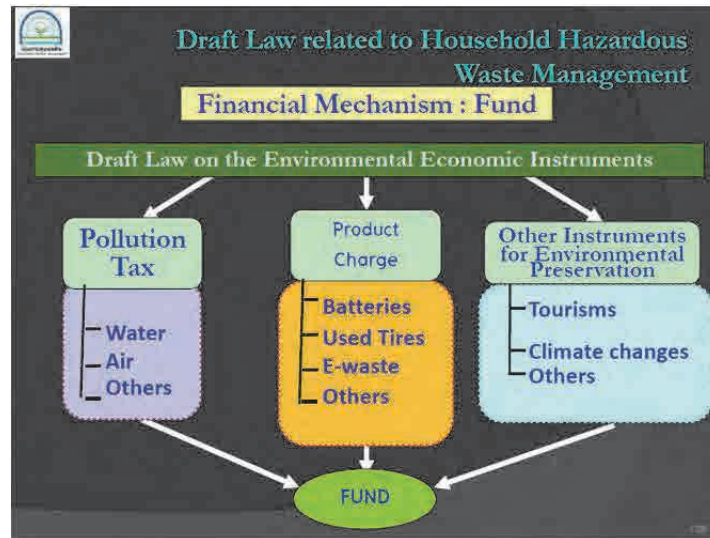 Draft Law related to Household Hazardous
Waste Management
Financial Mechanism : Fund
Draft Law on the Environmental Economic Instruments
Pollution
Tax
Water
Air
Others
Product
Charge
Batteries
Used Tires
E-waste
Others
Other Instruments
for Environmental
Preservation
Tourisms
Climate changes
Others
FUND